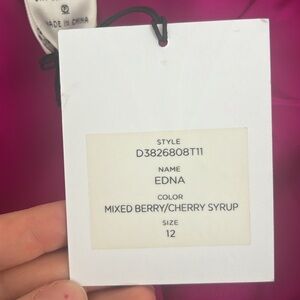 MADE IN CHINA
STYLE
D3826808T11
NAME
EDNA
COLOR
MIXED BERRY/CHERRY SYRUP
SIZE
12